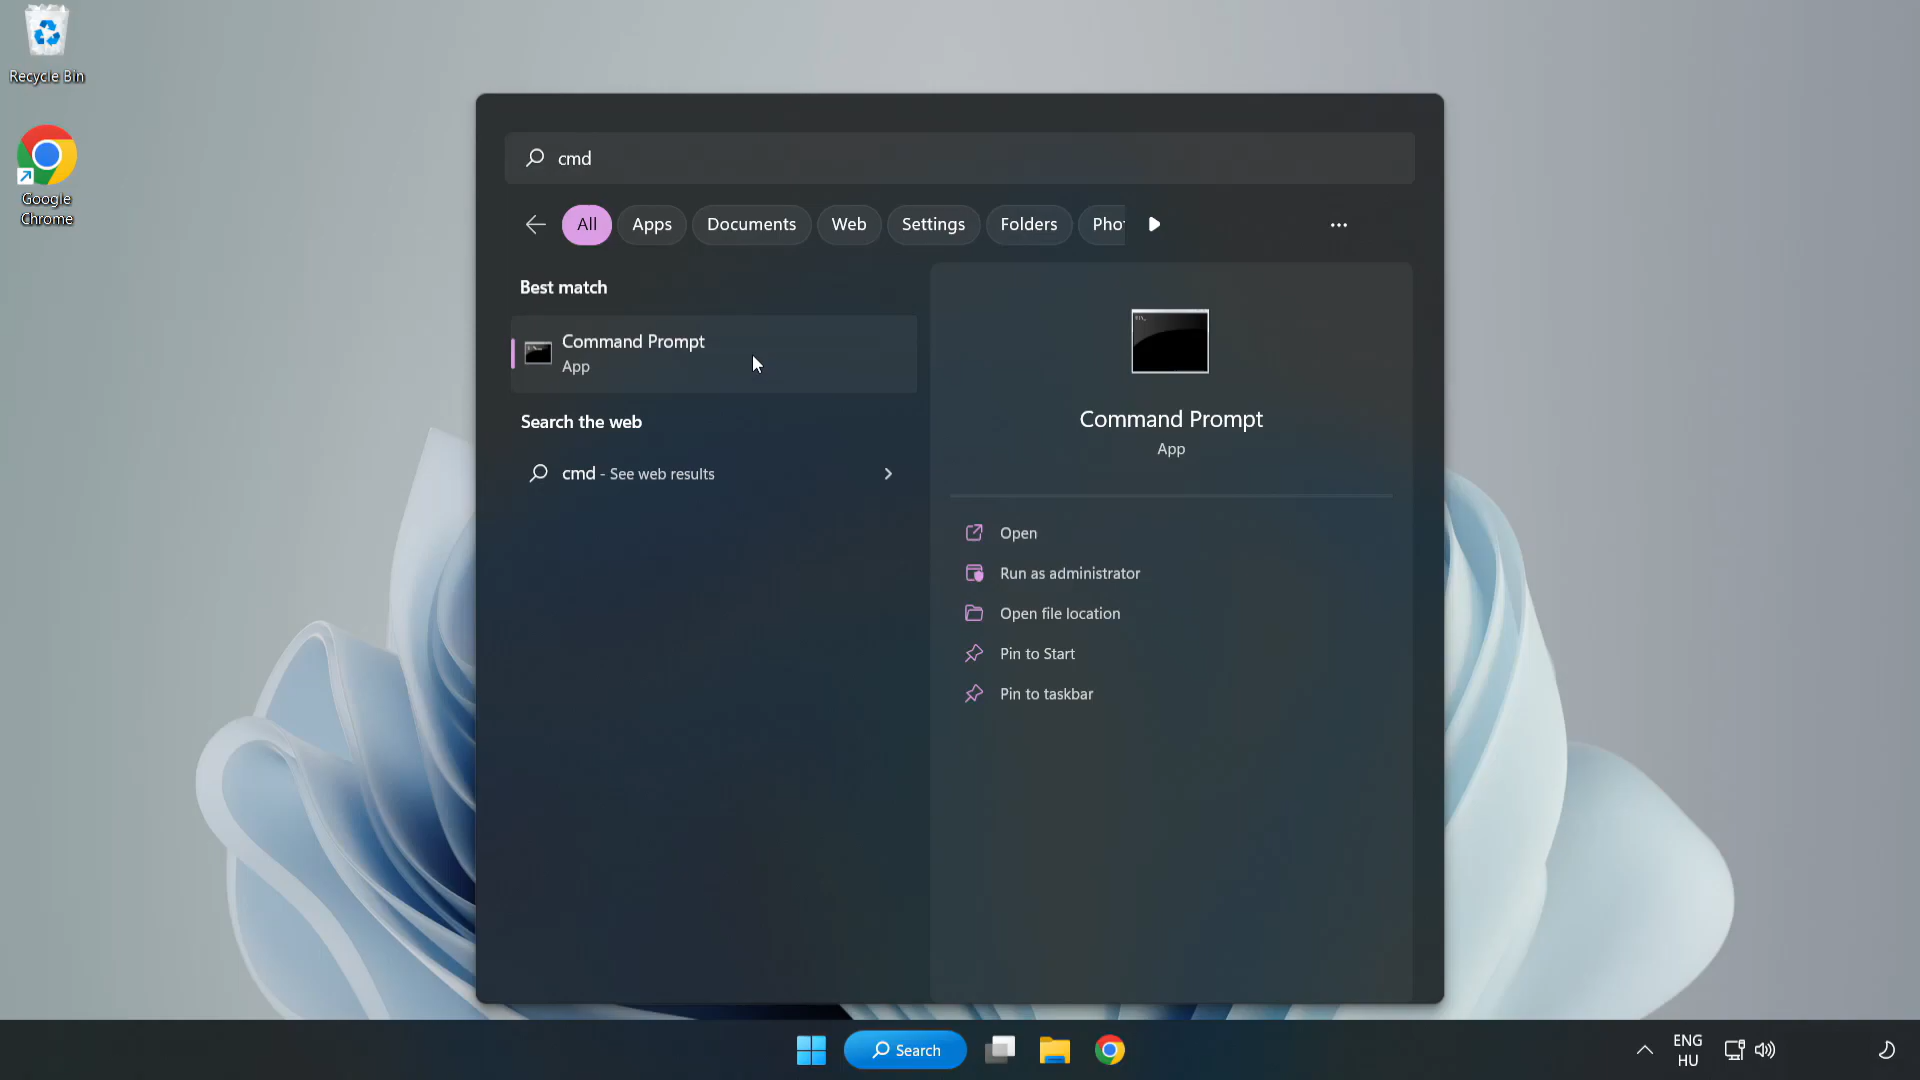 Recycle Bin
Google
Chrome
cmd
All
Apps
Documents
Web
Settings
Folders
Pho
Best match
Command Prompt
App
Search the web
cmd - See web results
Command Prompt
App
Open
Run as administrator
Open file location
Pin to Start
Pin to taskbar
Search
ENG
HU